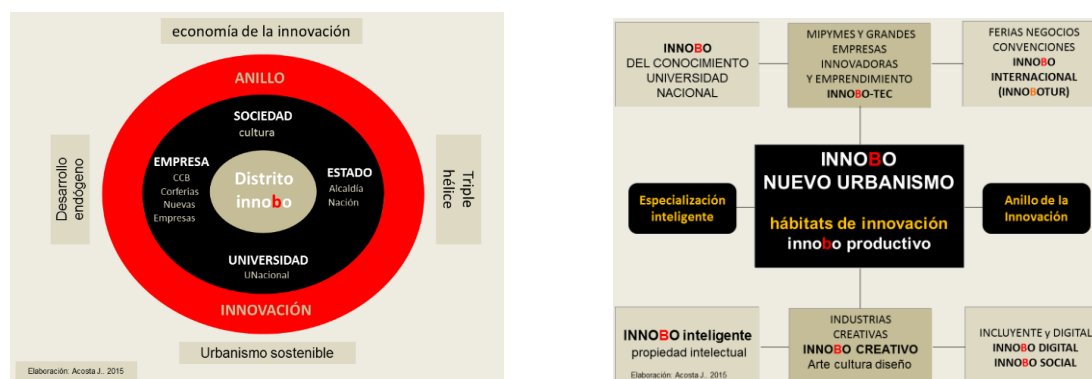 economía de la innovación
ANILLO
SOCIEDAD
cultura
EMPRESA
CCB
Corferias
Nuevas
Empresas
Distrito
innobo
ESTADO
Alcaldía
Nación
UNIVERSIDAD
UNacional
INNOVACIÓN
Desarrollo
endógeno
Triple
hélice
Urbanismo sostenible
Elaboración: Acosta J.. 2015
INNOBO
DEL CONOCIMIENTO
UNIVERSIDAD
NACIONAL
MIPYMES Y GRANDES
EMPRESAS
INNOVADORAS
Y EMPRENDIMIENTO
INNOBO-TEC
FERIAS NEGOCIOS
CONVENCIONES
INNOBO
INTERNACIONAL
(INNOBOTUR)
Especialización
inteligente
INNOBO
NUEVO URBANISMO
hábitats de innovación
innobo productivo
Anillo de la
Innovación
INNOBO inteligente
propiedad intelectual
Elaboración: Acosta J.. 2015
INDUSTRIAS
CREATIVAS
INNOBO CREATIVO
Arte cultura diseño
INCLUYENTE y DIGITAL
INNOBO DIGITAL
INNOBO SOCIAL